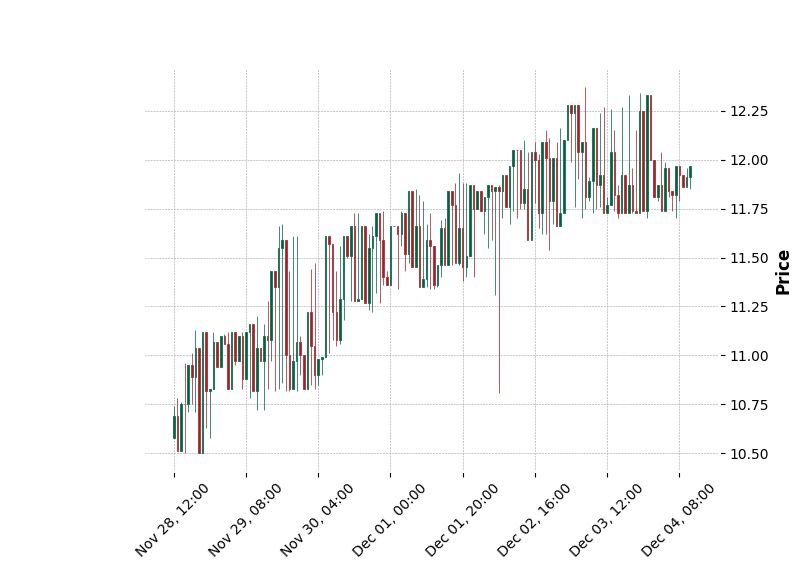 12.25
12.00
11.75
11.50
11.25
11.00
10.75
10.50
Price
Nov 28, 12:00
Nov 29, 08:00
Nov 30, 04:00
Dec 01, 00:00
Dec 01, 20:00
Dec 02, 16:00
Dec 03, 12:00
Dec 04, 08:00